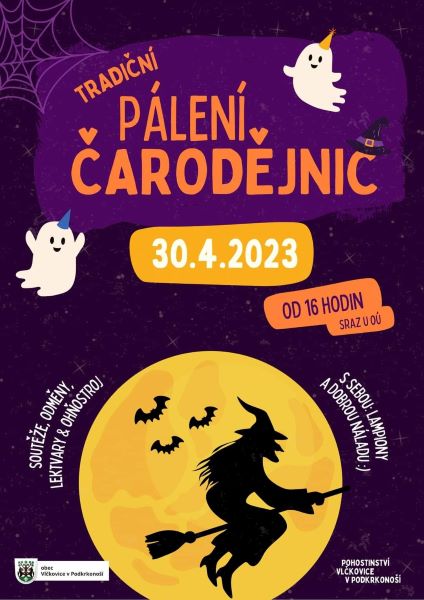 TRADIČNÍ
PÁLENÍ
ČARODĚJNIC
30.4.2023
OD 16 HODIN
SRAZ U OÚ
SOUTĚŽE, ODMĚNY,
LEKTVARY & OHŇOSTROJ
S SEBOU: LAMPIONY
A DOBROU NÁLADU :)
obec
Vlčkovice v Podkrkonoší
POHOSTINSTVÍ
VLČKOVICE
V PODKRKONOŠÍ